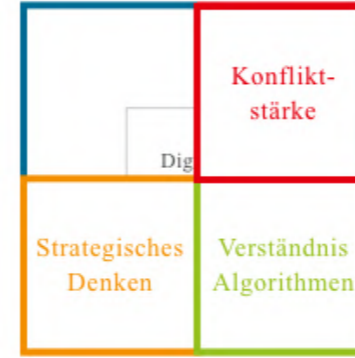 Konflikt-
stärke
Dig
Strategisches
Denken
Verständnis
Algorithmen